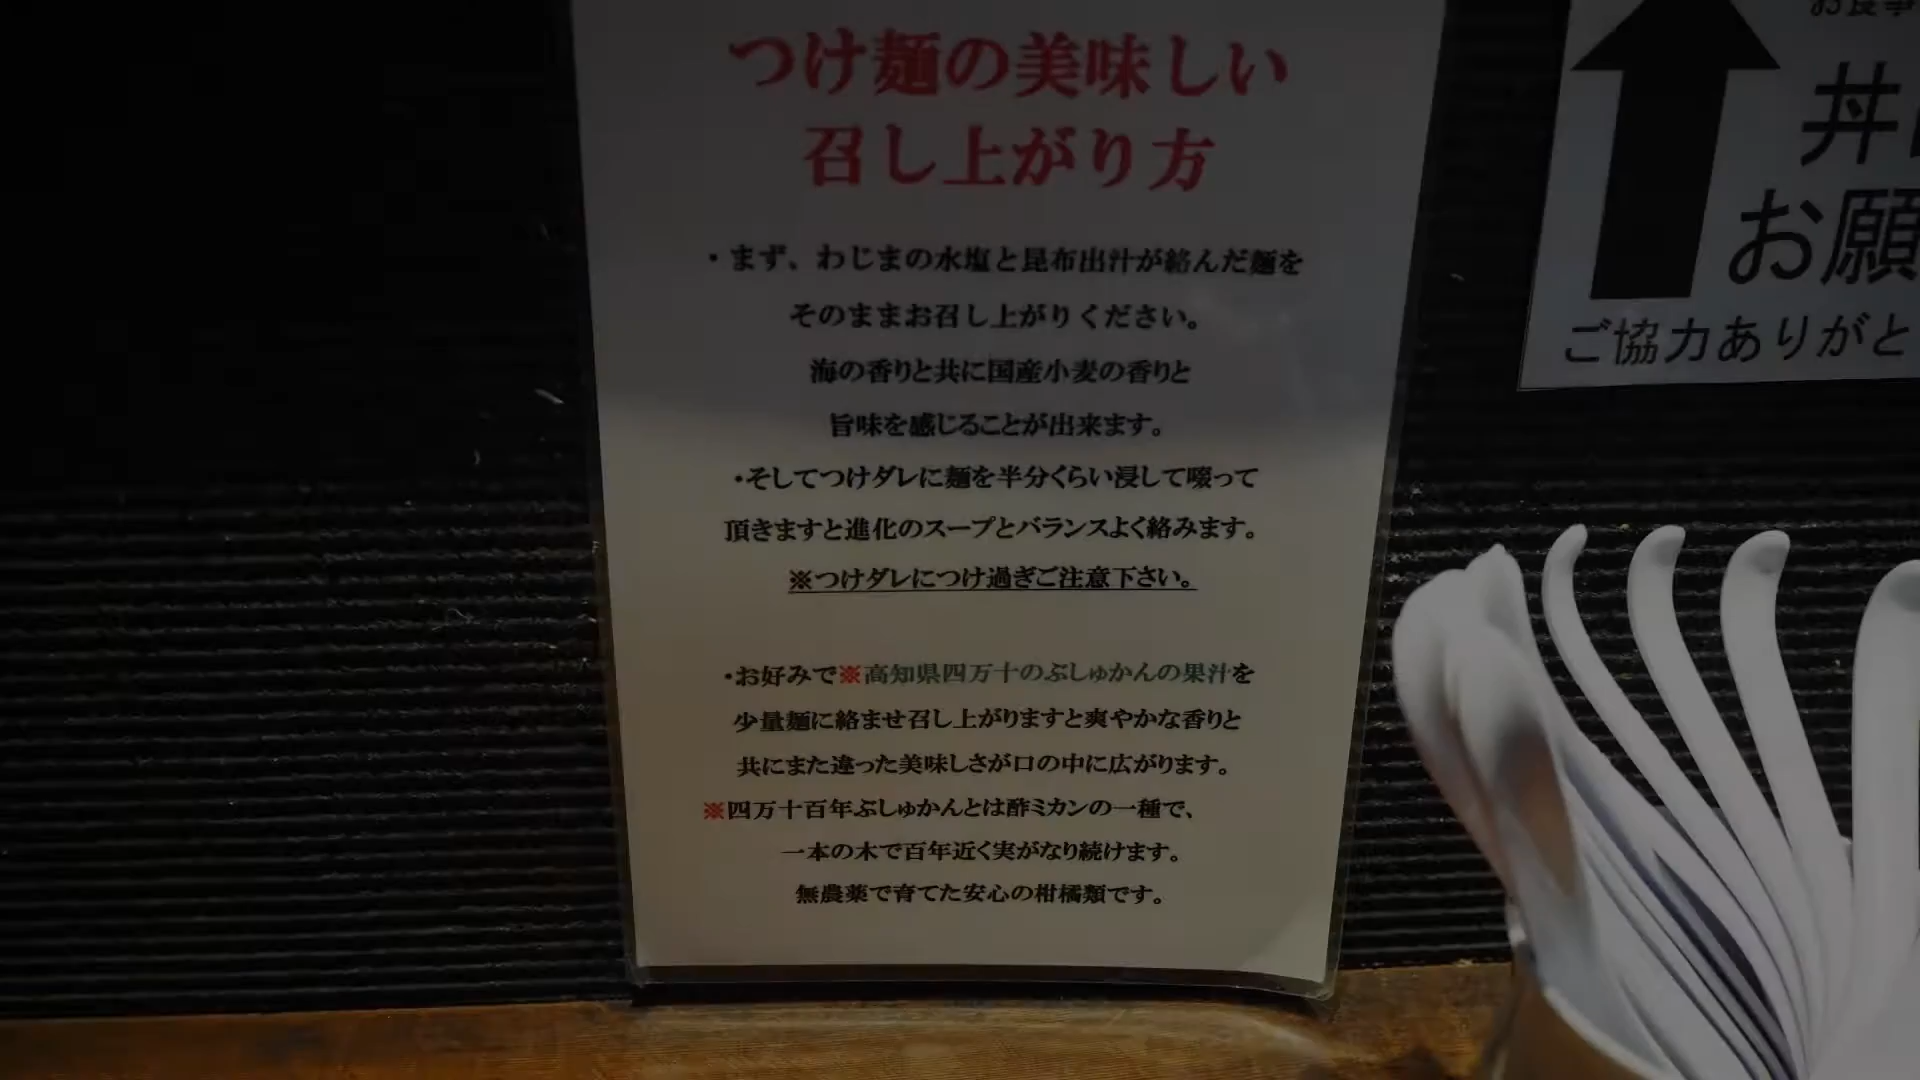 つけ麺の美味しい
召し上がり方
・まず、わじまの水塩と昆布出汁が絡んだ麺を
そのままお召し上がりください。
海の香りと共に国産小麦の香りと
旨味を感じることが出来ます。
・そしてつけダレに麺を半分くらい浸して啜って
頂きますと進化のスープとバランスよく絡みます。
※つけダレにつけ過ぎご注意下さい。
・お好みで※高知県四万十のぶしゅかんの果汁を
少量麺に絡ませ召し上がりますと爽やかな香りと
共にまた違った美味しさが口の中に広がります。
※四万十百年ぶしゅかんとは酢ミカンの一種で、
一本の木で百年近く実がなり続けます。
無農薬で育てた安心の柑橘類です。
お食事
丼
お願
ご協力ありがと